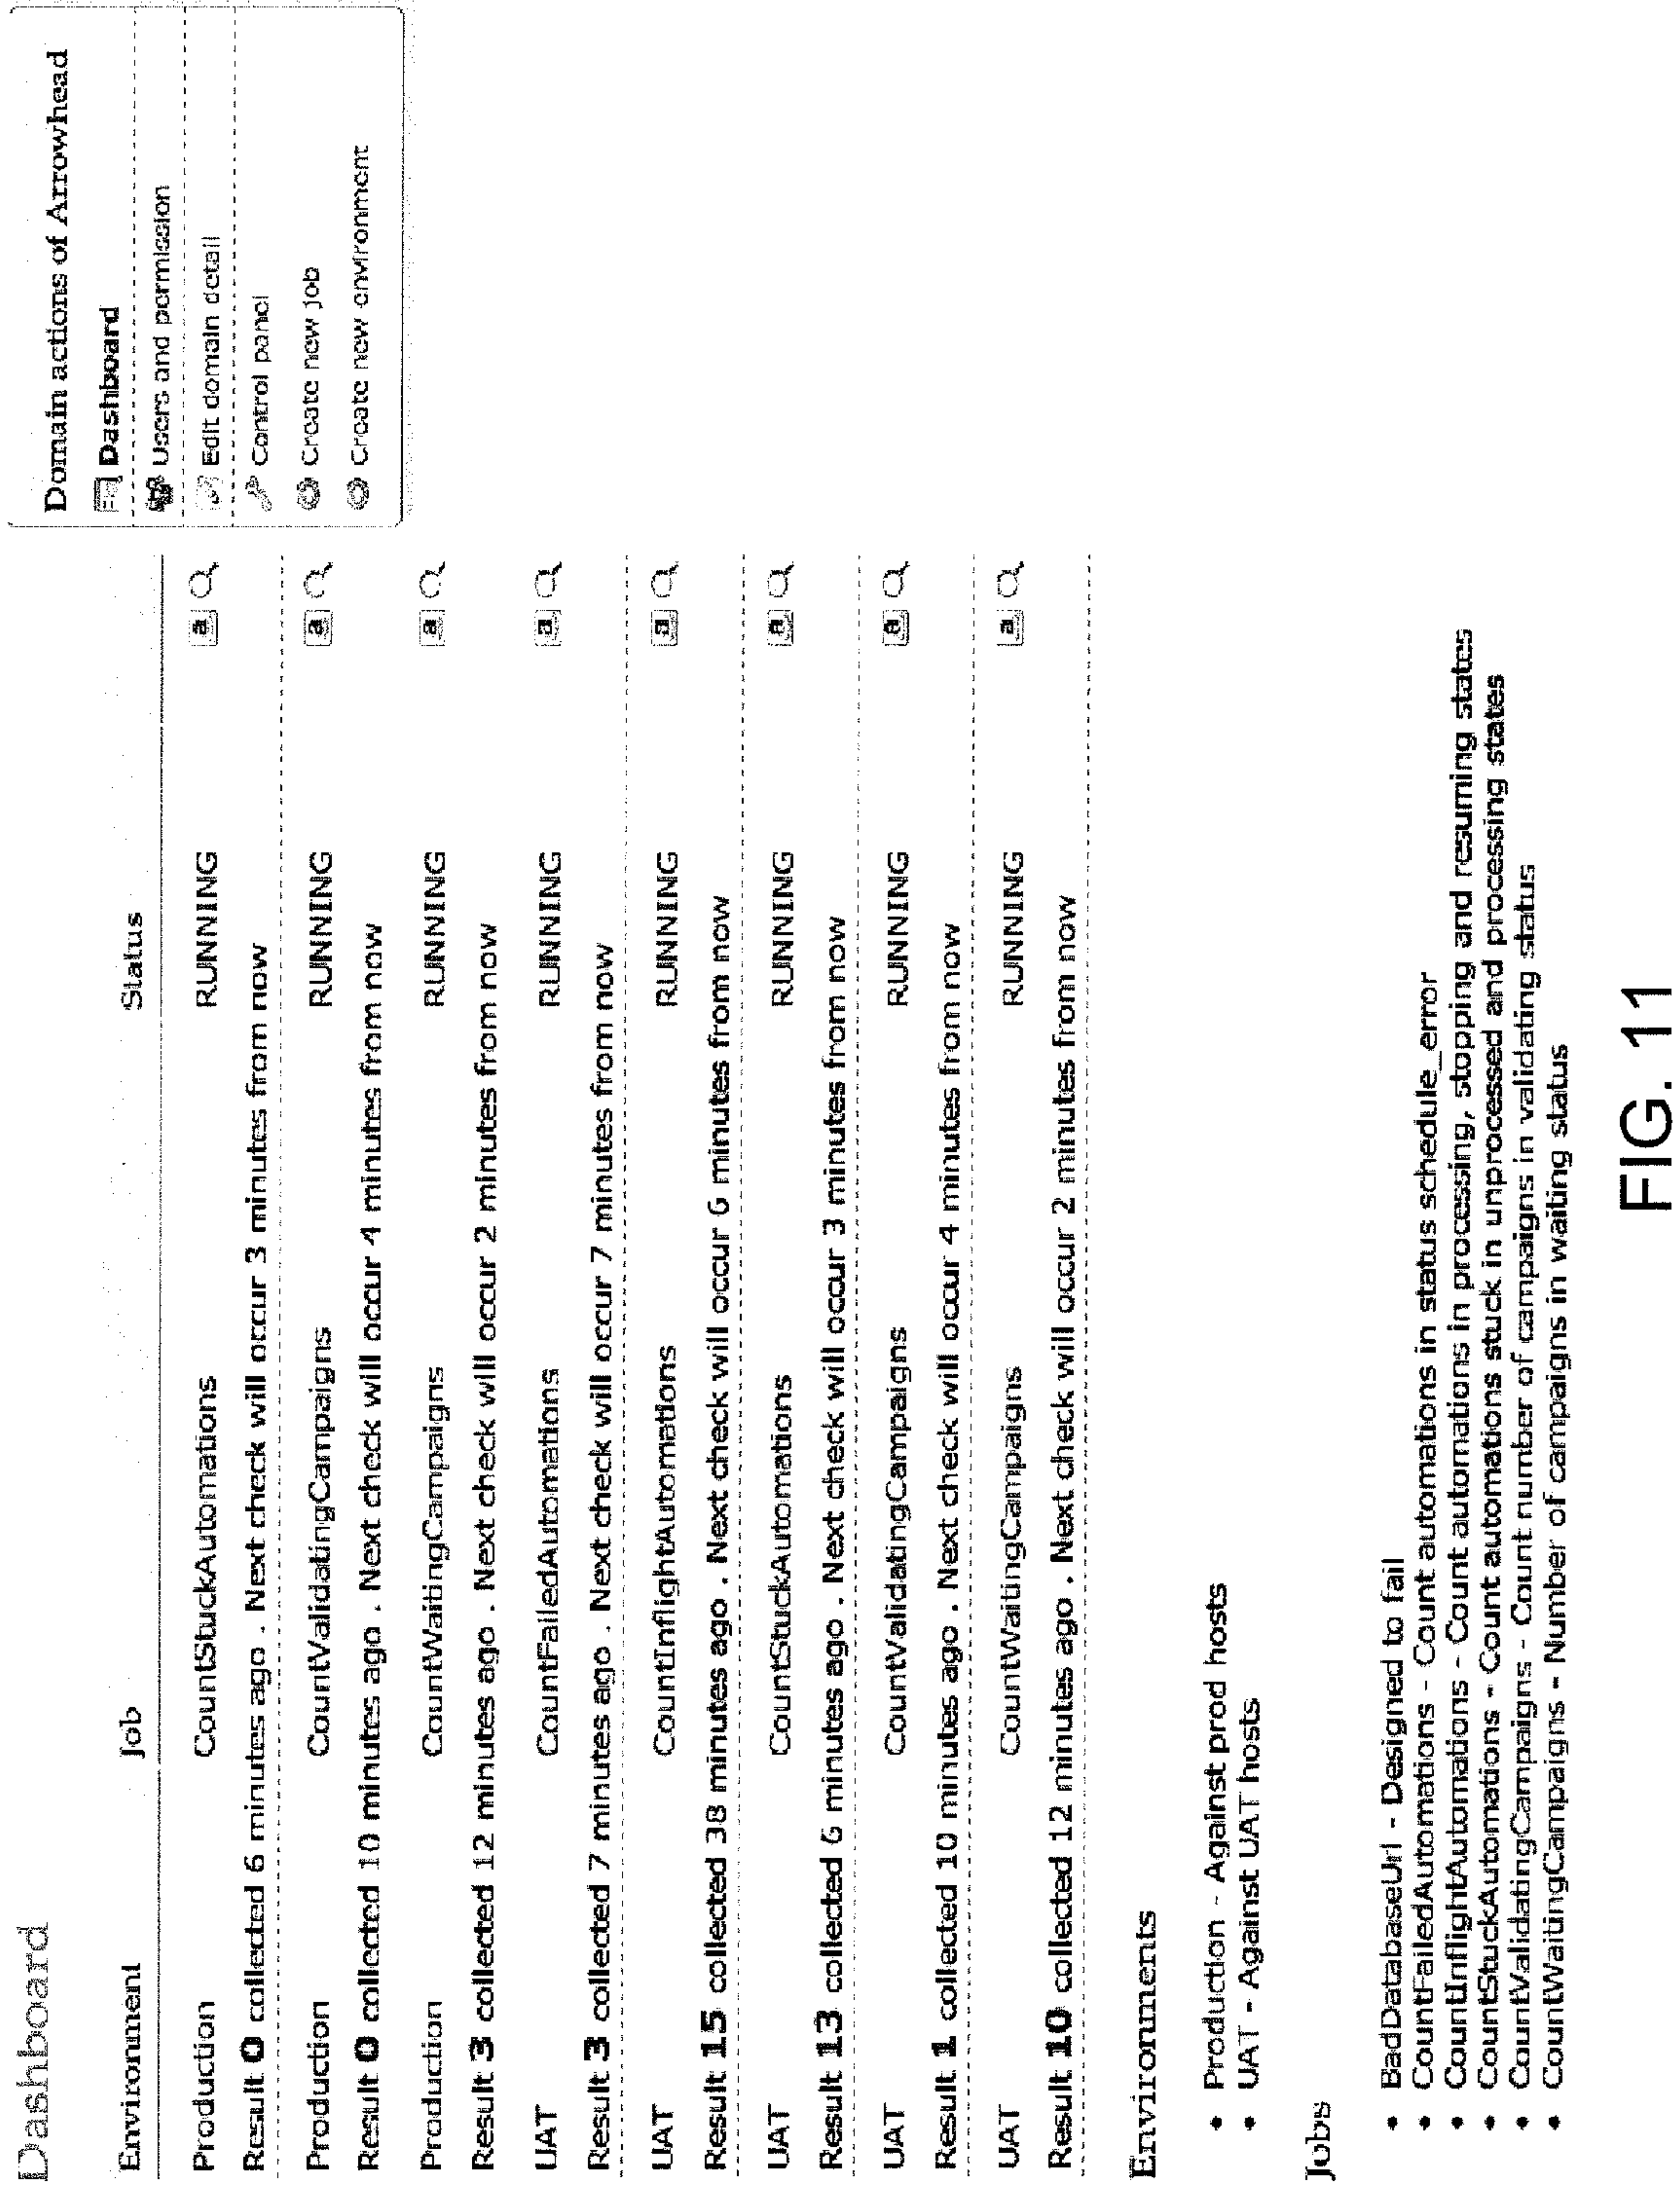 Dashboard
Environment Job Status
Production CountStuckAutomations RUNNING a
Result 0 collected 6 minutes ago . Next check will occur 3 minutes from now
Production CountValidatingCampaigns RUNNING a
Result 0 collected 10 minutes ago . Next check will occur 4 minutes from now
Production CountWaitingCampaigns RUNNING a
Result 3 collected 12 minutes ago . Next check will occur 2 minutes from now
UAT CountFailedAutomations RUNNING a
Result 3 collected 7 minutes ago . Next check will occur 7 minutes from now
UAT CountInflightAutomations RUNNING a
Result 15 collected 38 minutes ago . Next check will occur 6 minutes from now
UAT CountStuckAutomations RUNNING a
Result 13 collected 6 minutes ago . Next check will occur 3 minutes from now
UAT CountValidatingCampaigns RUNNING a
Result 1 collected 10 minutes ago . Next check will occur 4 minutes from now
UAT CountWaitingCampaigns RUNNING a
Result 10 collected 12 minutes ago . Next check will occur 2 minutes from now
Environments
• Production - Against prod hosts
• UAT - Against UAT hosts
Jobs
• BadDatabaseUrl - Designed to fail
• CountFailedAutomations - Count automations in status schedule_error
• CountInflightAutomations - Count automations in processing, stopping and resuming states
• CountStuckAutomations - Count automations stuck in unprocessed and processing states
• CountValidatingCampaigns - Count number of campaigns in validating status
• CountWaitingCampaigns - Number of campaigns in waiting status
Domain actions of Arrowhead
Dashboard
Users and permission
Edit domain detail
Control panel
Create new job
Create new environment
FIG. 11